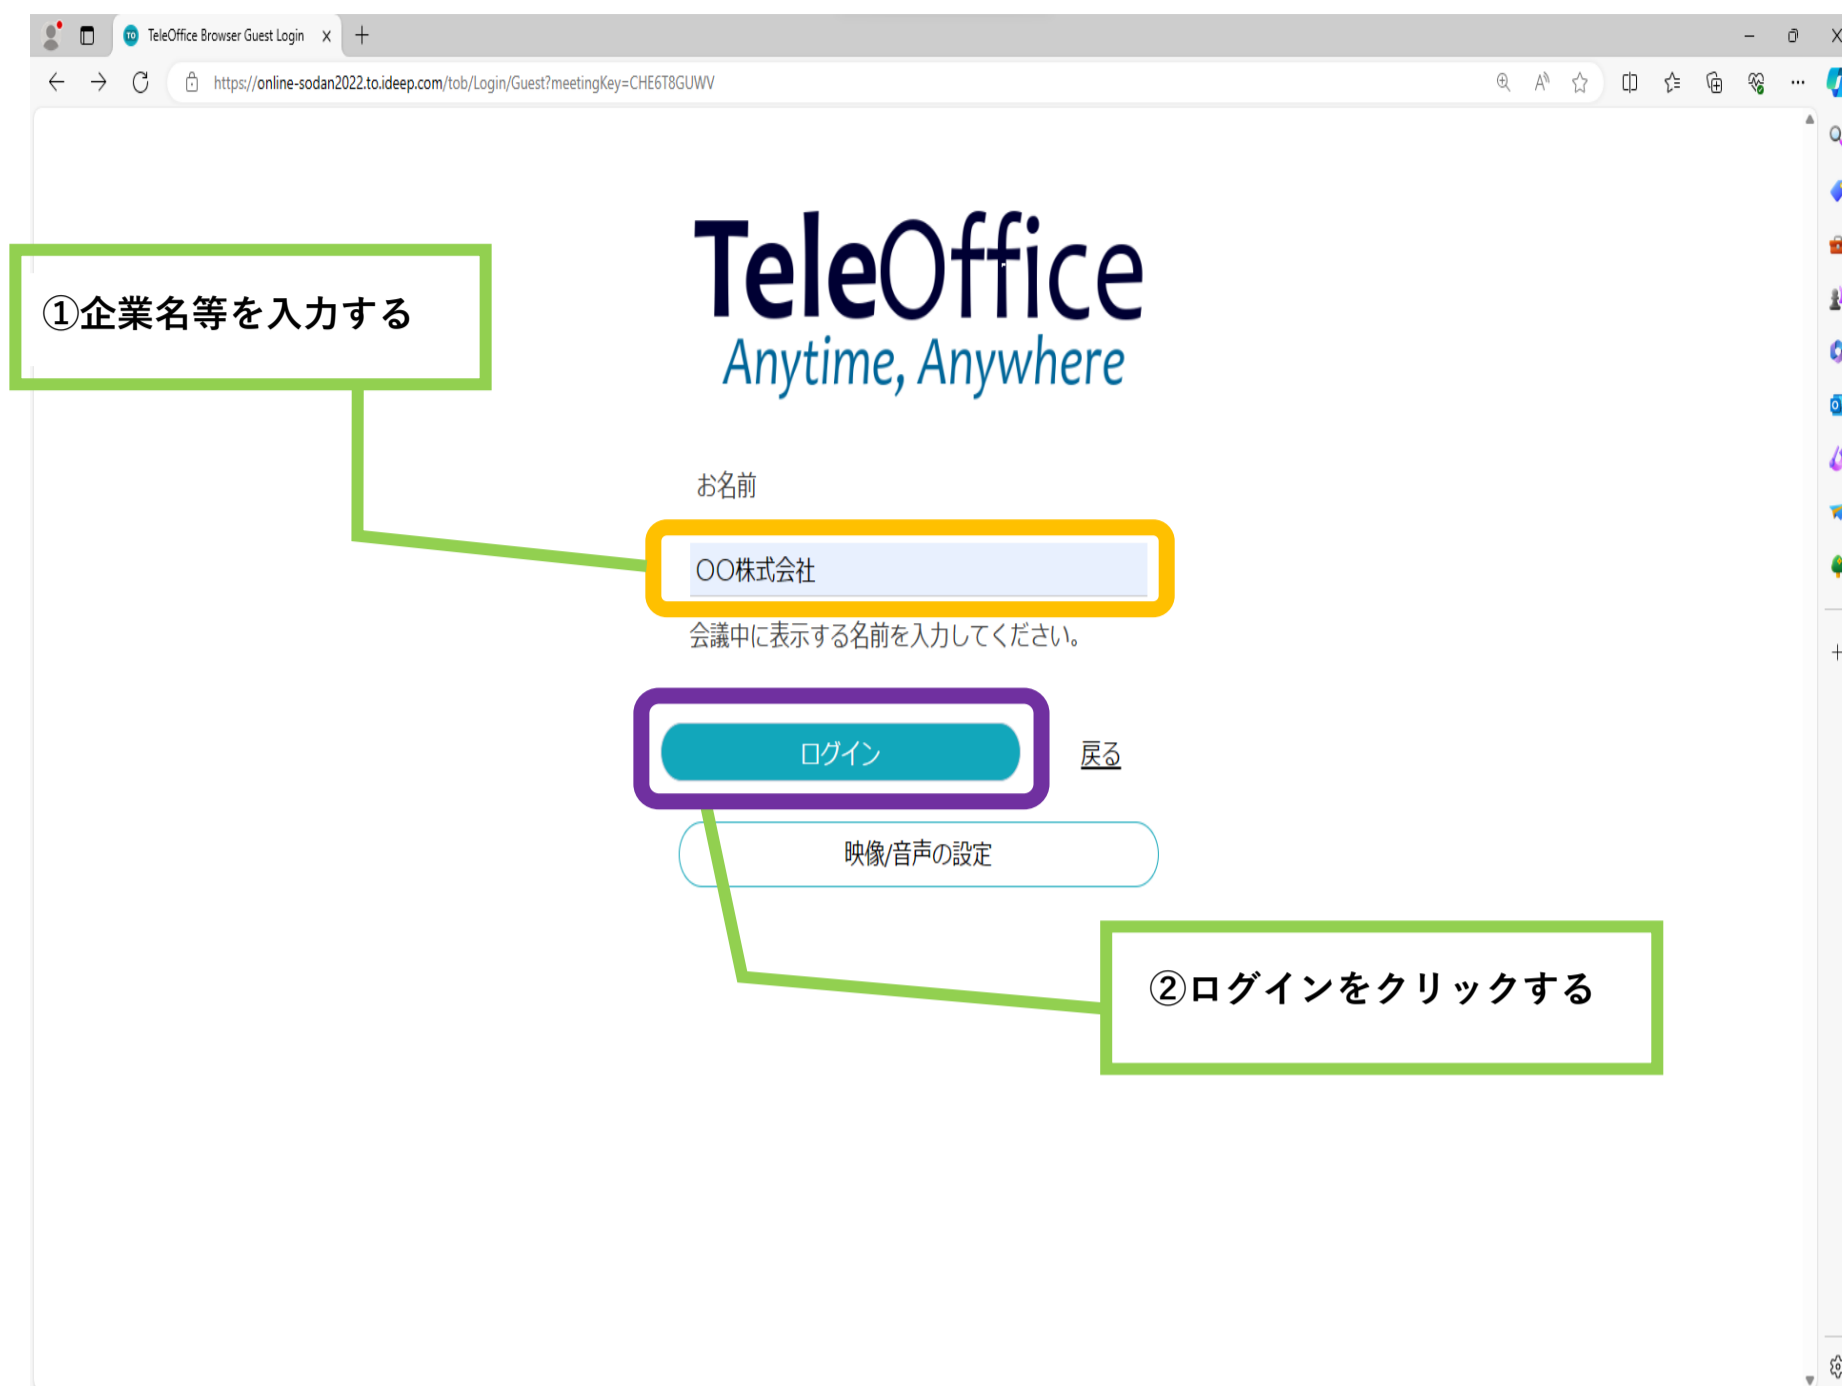 TeleOffice Browser Guest Login
https://online-sodan2022.to.ideep.com/tob/Login/Guest?meetingKey=CHE6T8GUWV
TeleOffice
Anytime, Anywhere
①企業名等を入力する
お名前
〇〇株式会社
会議中に表示する名前を入力してください。
ログイン 戻る
映像/音声の設定
②ログインをクリックする